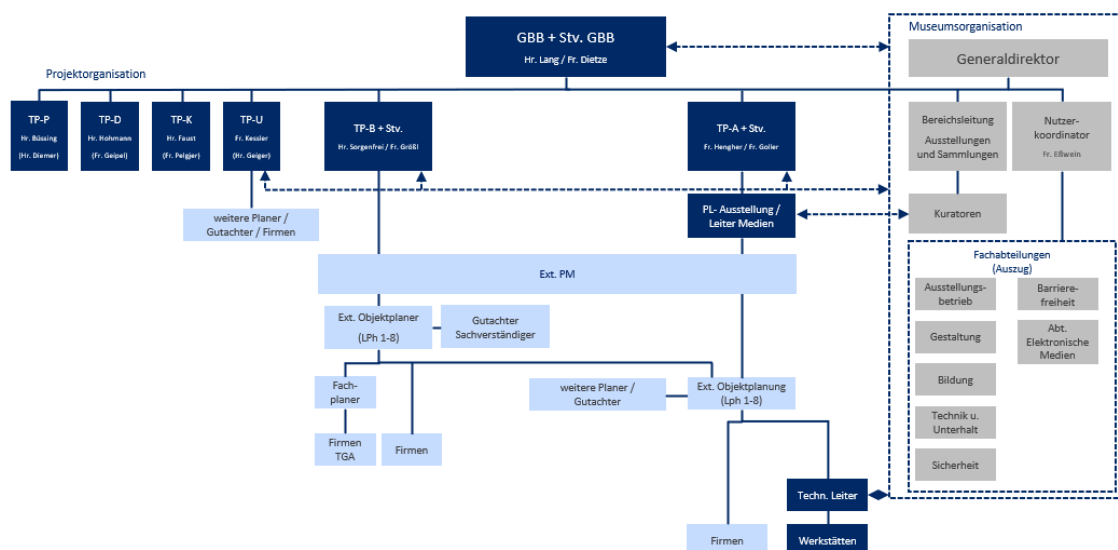 Museumsorganisation
GBB + Stv. GBB
Hr. Lang / Fr. Dietze
Generaldirektor
Projektorganisation
TP-P
Hr. Büssing
(Hr. Diemer)
TP-D
Hr. Hohmann
(Fr. Geipel)
TP-K
Hr. Faust
(Fr. Pelgjer)
TP-U
Fr. Kessler
(Hr. Geiger)
TP-B + Stv.
Hr. Sorgenfrei / Fr. Größl
TP-A + Stv.
Fr. Hengher / Fr. Goller
Bereichsleitung
Ausstellungen
und Sammlungen
Nutzer-
koordinator
Fr. Eßwein
weitere Planer /
Gutachter / Firmen
PL- Ausstellung /
Leiter Medien
Kuratoren
Ext. PM
Fachabteilungen
(Auszug)
Ausstellungs-
betrieb
Barriere-
freiheit
Ext. Objektplaner
(LPh 1-8)
Gutachter
Sachverständiger
Gestaltung
Abt.
Elektronische
Medien
Fach-
planer
weitere Planer /
Gutachter
Ext. Objektplanung
(Lph 1-8)
Bildung
Firmen
TGA
Firmen
Technik u.
Unterhalt
Sicherheit
Techn. Leiter
Firmen
Werkstätten